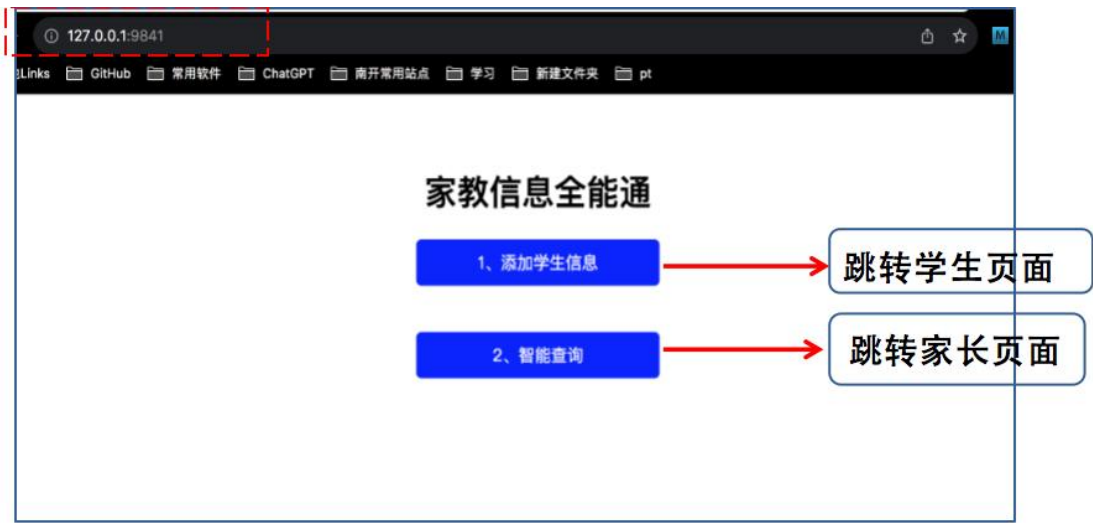 127.0.0.1:9841
Links GitHub 常用软件 ChatGPT 南开常用站点 学习 新建文件夹 pt
家教信息全能通
1、添加学生信息
跳转学生页面
2、智能查询
跳转家长页面